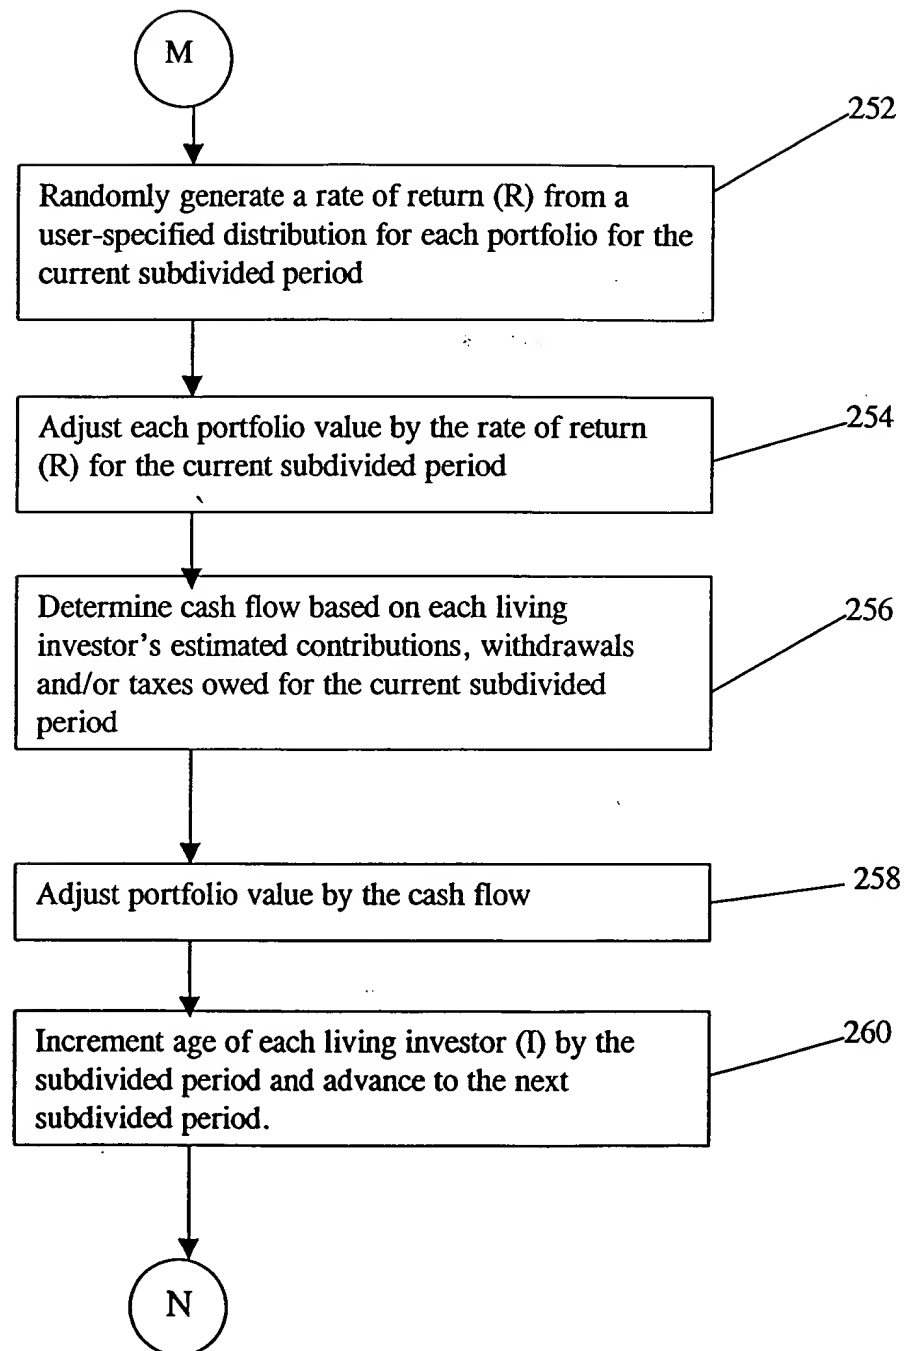 M
252
Randomly generate a rate of return (R) from a
user-specified distribution for each portfolio for the
current subdivided period
254
Adjust each portfolio value by the rate of return
(R) for the current subdivided period
256
Determine cash flow based on each living
investor's estimated contributions, withdrawals
and/or taxes owed for the current subdivided
period
258
Adjust portfolio value by the cash flow
260
Increment age of each living investor (I) by the
subdivided period and advance to the next
subdivided period.
N